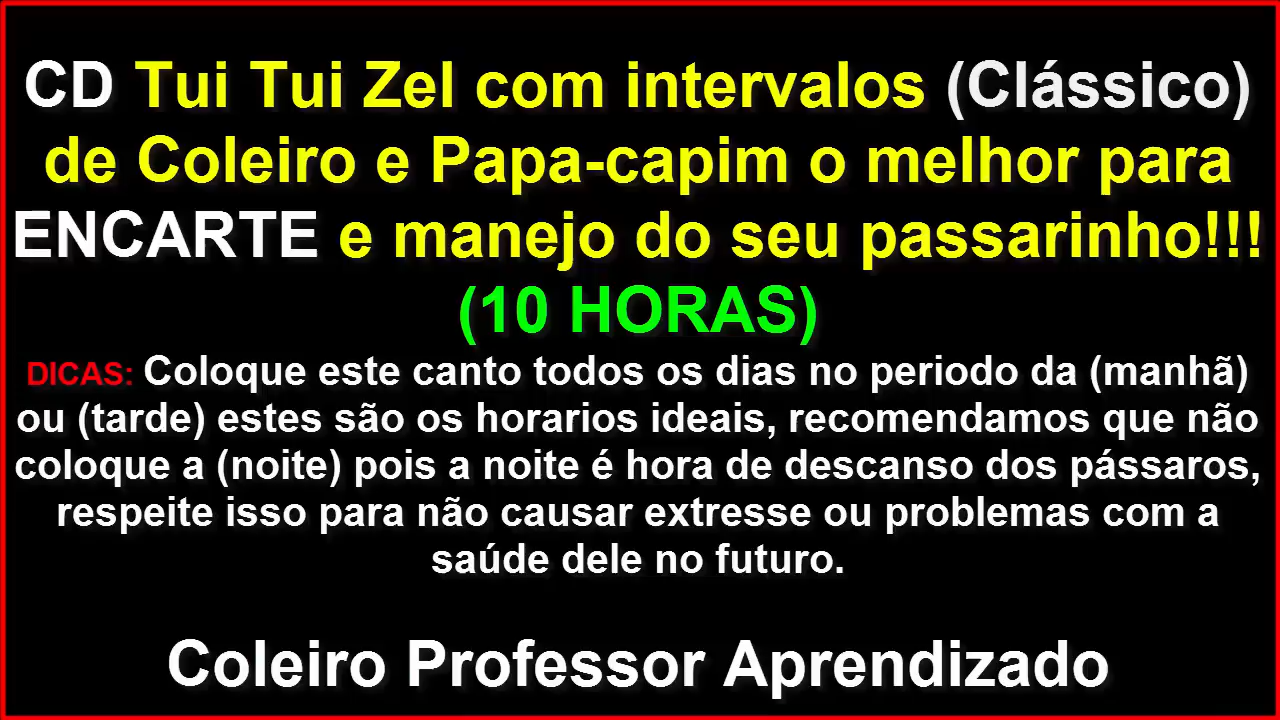 CD Tui Tui Zel com intervalos (Clássico)
de Coleiro e Papa-capim o melhor para
ENCARTE e manejo do seu passarinho!!!
(10 HORAS)
DICAS: Coloque este canto todos os dias no periodo da (manhã)
ou (tarde) estes são os horarios ideais, recomendamos que não
coloque a (noite) pois a noite é hora de descanso dos pássaros,
respeite isso para não causar extresse ou problemas com a
saúde dele no futuro.
Coleiro Professor Aprendizado